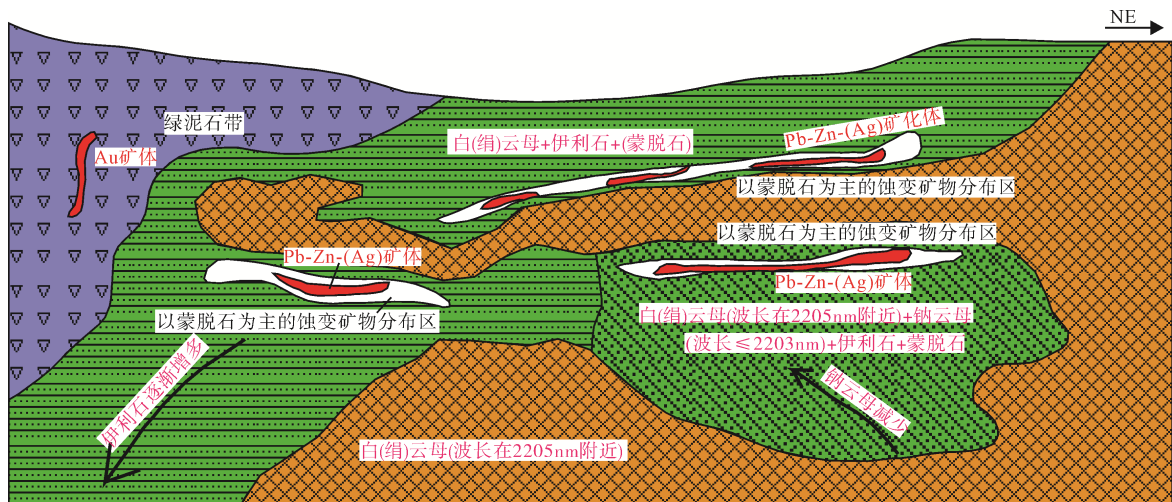 NE
绿泥石带
Au矿体
白(绢)云母+伊利石+(蒙脱石)
Pb-Zn-(Ag)矿化体
以蒙脱石为主的蚀变矿物分布区
以蒙脱石为主的蚀变矿物分布区
Pb-Zn-(Ag)矿体
Pb-Zn-(Ag)矿体
以蒙脱石为主的蚀变矿物分布区
白(绢)云母(波长在2205nm附近)+钠云母
(波长≤2203nm)+伊利石+蒙脱石
伊利石逐渐增多
钠云母减少
白(绢)云母(波长在2205nm附近)